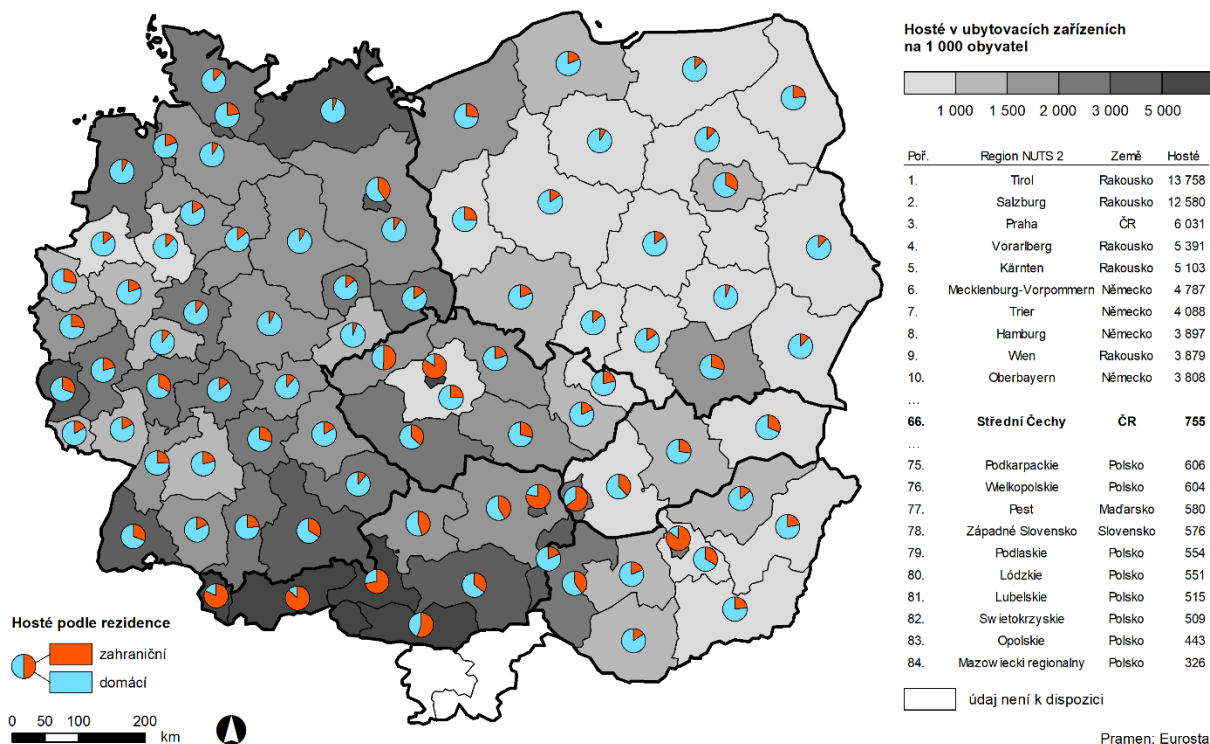 Hosté v ubytovacích zařízeních
na 1 000 obyvatel
1 000 1 500 2 000 3 000 5 000
Poř. Region NUTS 2 Země Hosté
1. Tirol Rakousko 13 758
2. Salzburg Rakousko 12 580
3. Praha ČR 6 031
4. Vorarlberg Rakousko 5 391
5. Kärnten Rakousko 5 103
6. Mecklenburg-Vorpommern Německo 4 787
7. Trier Německo 4 088
8. Hamburg Německo 3 897
9. Wien Rakousko 3 879
10. Oberbayern Německo 3 808
...
66. Střední Čechy ČR 755
...
75. Podkarpackie Polsko 606
76. Wielkopolskie Polsko 604
77. Pest Maďarsko 580
78. Západné Slovensko Slovensko 576
79. Podlaskie Polsko 554
80. Lódzkie Polsko 551
81. Lubelskie Polsko 515
82. Swietokrzyskie Polsko 509
83. Opolskie Polsko 443
84. Mazowiecki regionalny Polsko 326
údaj není k dispozici
Pramen: Eurosta
Hosté podle rezidence
zahraniční
domácí
0 50 100 200
km